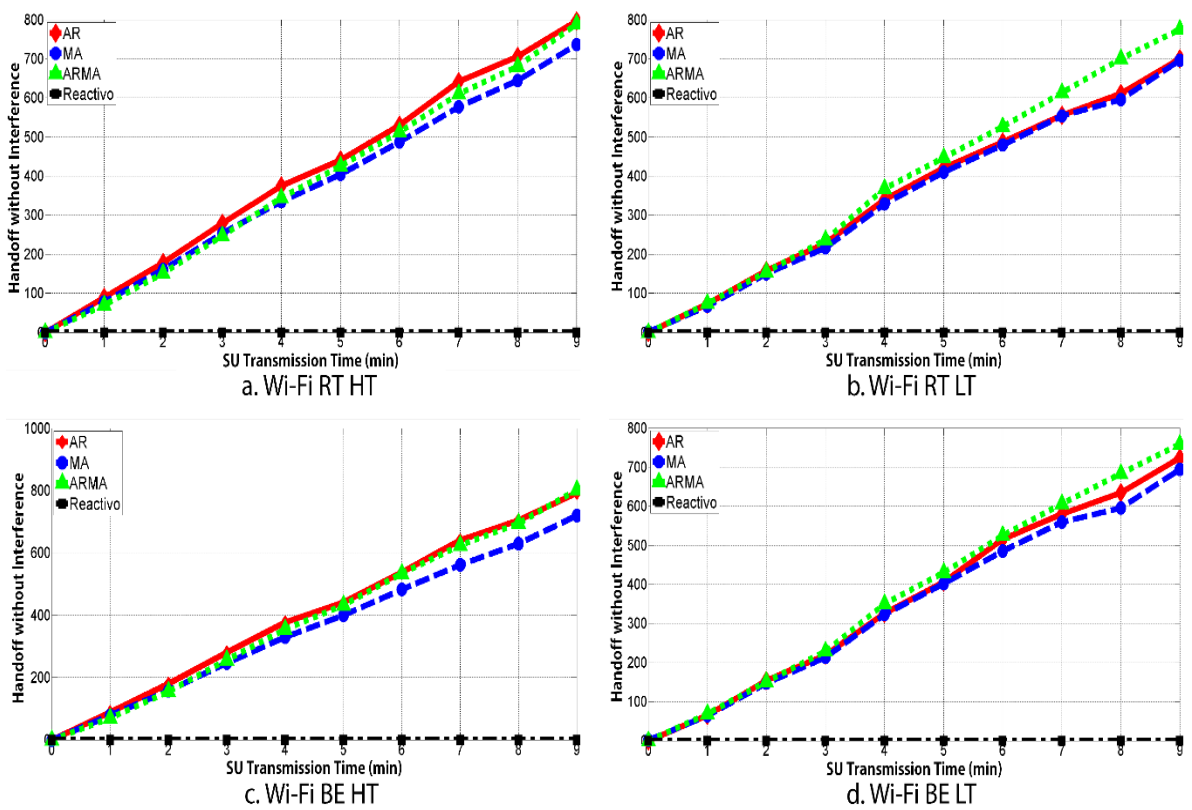 800
700
600
500
400
300
200
100
0
Handoff without Interference
AR
MA
ARMA
Reactivo
0 1 2 3 4 5 6 7 8 9
SU Transmission Time (min)
a. Wi-Fi RT HT
800
700
600
500
400
300
200
100
0
Handoff without Interference
AR
MA
ARMA
Reactivo
0 1 2 3 4 5 6 7 8 9
SU Transmission Time (min)
b. Wi-Fi RT LT
1000
800
600
400
200
0
Handoff without Interference
AR
MA
ARMA
Reactivo
0 1 2 3 4 5 6 7 8 9
SU Transmission Time (min)
c. Wi-Fi BE HT
800
700
600
500
400
300
200
100
0
Handoff without Interference
AR
MA
ARMA
Reactivo
0 1 2 3 4 5 6 7 8 9
SU Transmission Time (min)
d. Wi-Fi BE LT